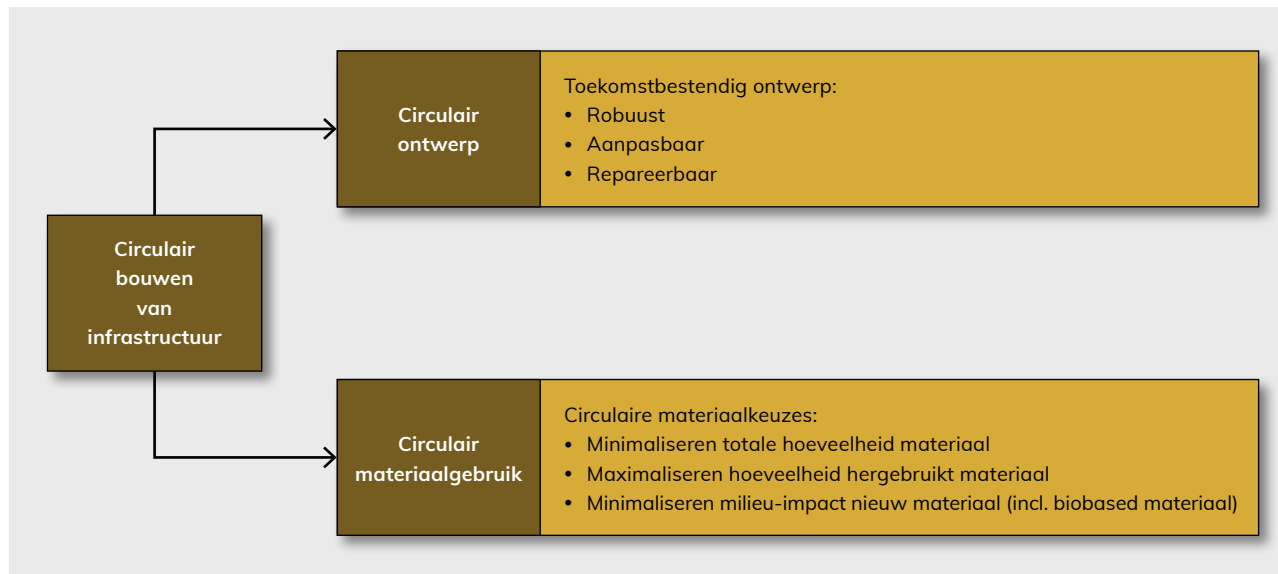 Circulair
bouwen
van
infrastructuur
Circulair
ontwerp
Toekomstbestendig ontwerp:
• Robuust
• Aanpasbaar
• Repareerbaar
Circulair
materiaalgebruik
Circulaire materiaalkeuzes:
• Minimaliseren totale hoeveelheid materiaal
• Maximaliseren hoeveelheid hergebruikt materiaal
• Minimaliseren milieu-impact nieuw materiaal (incl. biobased materiaal)